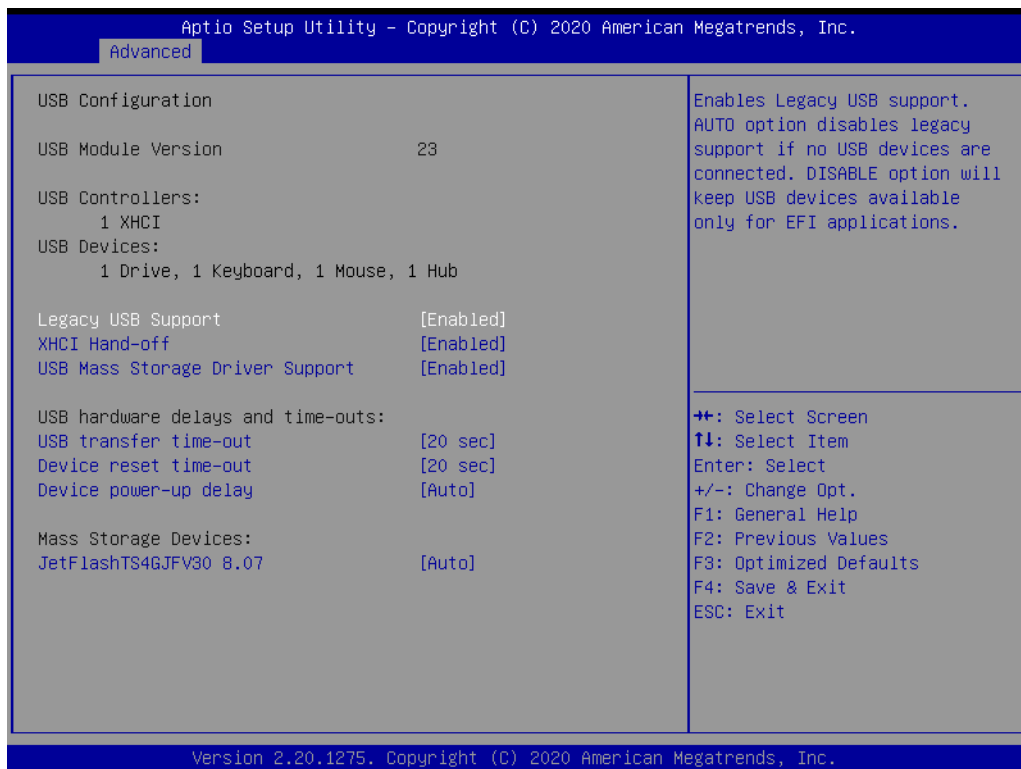 Aptio Setup Utility – Copyright (C) 2020 American Megatrends, Inc.
Advanced
USB Configuration
USB Module Version 23
USB Controllers:
1 XHCI
USB Devices:
1 Drive, 1 Keyboard, 1 Mouse, 1 Hub
Legacy USB Support [Enabled]
XHCI Hand-off [Enabled]
USB Mass Storage Driver Support [Enabled]
USB hardware delays and time-outs:
USB transfer time-out [20 sec]
Device reset time-out [20 sec]
Device power-up delay [Auto]
Mass Storage Devices:
JetFlashTS4GJFV30 8.07 [Auto]
Enables Legacy USB support.
AUTO option disables legacy
support if no USB devices are
connected. DISABLE option will
keep USB devices available
only for EFI applications.
→←: Select Screen
↑↓: Select Item
Enter: Select
+/-: Change Opt.
F1: General Help
F2: Previous Values
F3: Optimized Defaults
F4: Save & Exit
ESC: Exit
Version 2.20.1275. Copyright (C) 2020 American Megatrends, Inc.